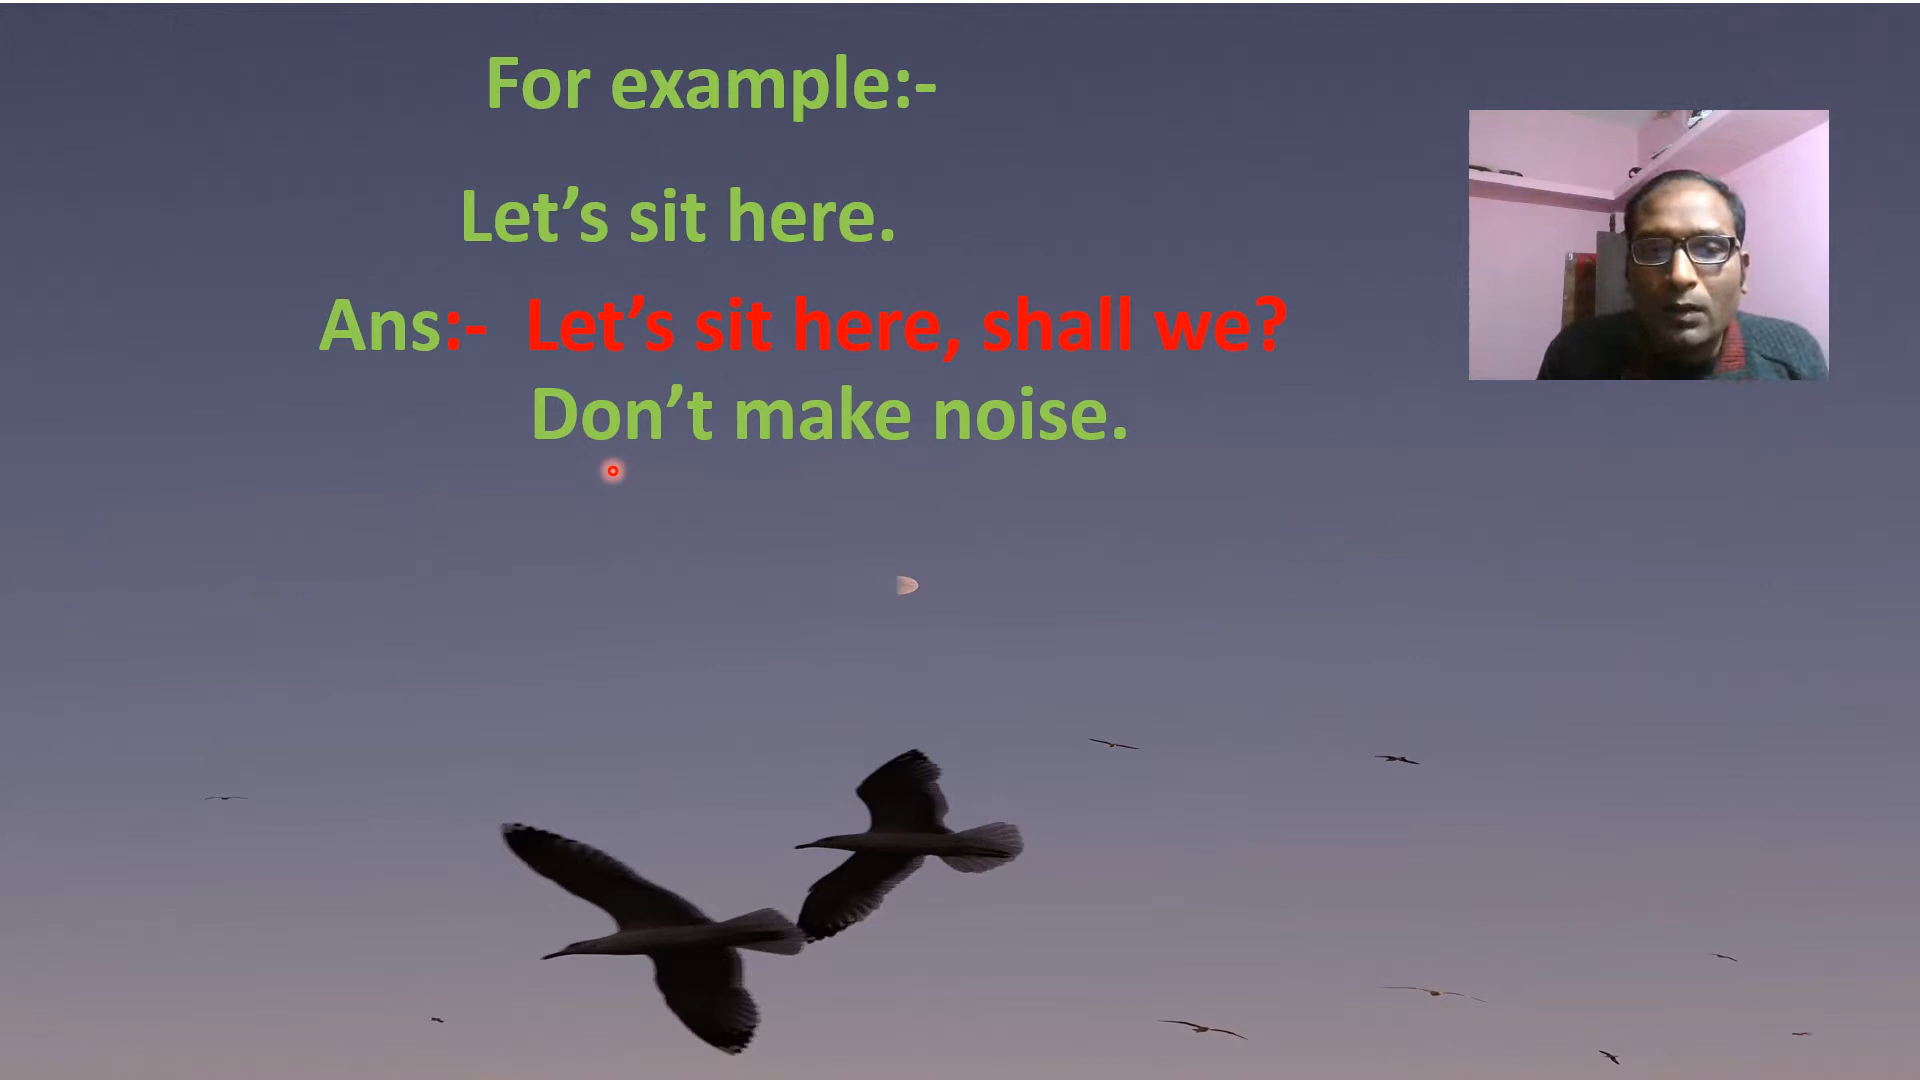 For example:-
Let’s sit here.
Ans:- Let’s sit here, shall we?
Don’t make noise.